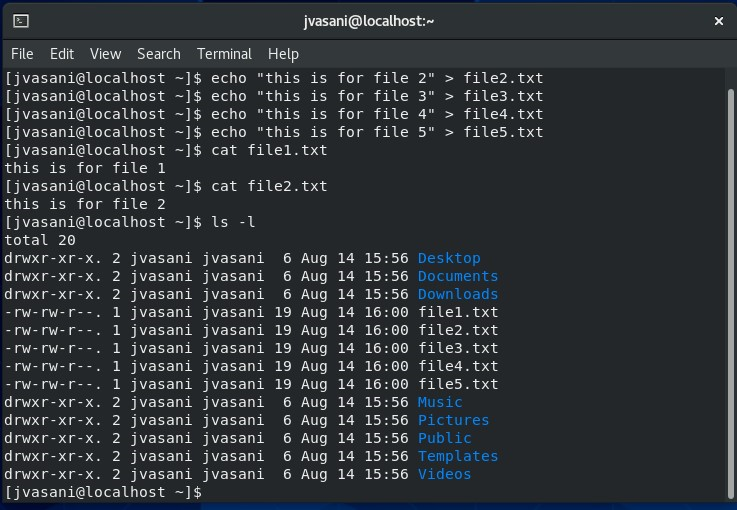 jvasani@localhost:~
File Edit View Search Terminal Help
[jvasani@localhost ~]$ echo "this is for file 2" > file2.txt
[jvasani@localhost ~]$ echo "this is for file 3" > file3.txt
[jvasani@localhost ~]$ echo "this is for file 4" > file4.txt
[jvasani@localhost ~]$ echo "this is for file 5" > file5.txt
[jvasani@localhost ~]$ cat file1.txt
this is for file 1
[jvasani@localhost ~]$ cat file2.txt
this is for file 2
[jvasani@localhost ~]$ ls -l
total 20
drwxr-xr-x. 2 jvasani jvasani  6 Aug 14 15:56 Desktop
drwxr-xr-x. 2 jvasani jvasani  6 Aug 14 15:56 Documents
drwxr-xr-x. 2 jvasani jvasani  6 Aug 14 15:56 Downloads
-rw-rw-r--. 1 jvasani jvasani 19 Aug 14 16:00 file1.txt
-rw-rw-r--. 1 jvasani jvasani 19 Aug 14 16:00 file2.txt
-rw-rw-r--. 1 jvasani jvasani 19 Aug 14 16:00 file3.txt
-rw-rw-r--. 1 jvasani jvasani 19 Aug 14 16:00 file4.txt
-rw-rw-r--. 1 jvasani jvasani 19 Aug 14 16:00 file5.txt
drwxr-xr-x. 2 jvasani jvasani  6 Aug 14 15:56 Music
drwxr-xr-x. 2 jvasani jvasani  6 Aug 14 15:56 Pictures
drwxr-xr-x. 2 jvasani jvasani  6 Aug 14 15:56 Public
drwxr-xr-x. 2 jvasani jvasani  6 Aug 14 15:56 Templates
drwxr-xr-x. 2 jvasani jvasani  6 Aug 14 15:56 Videos
[jvasani@localhost ~]$